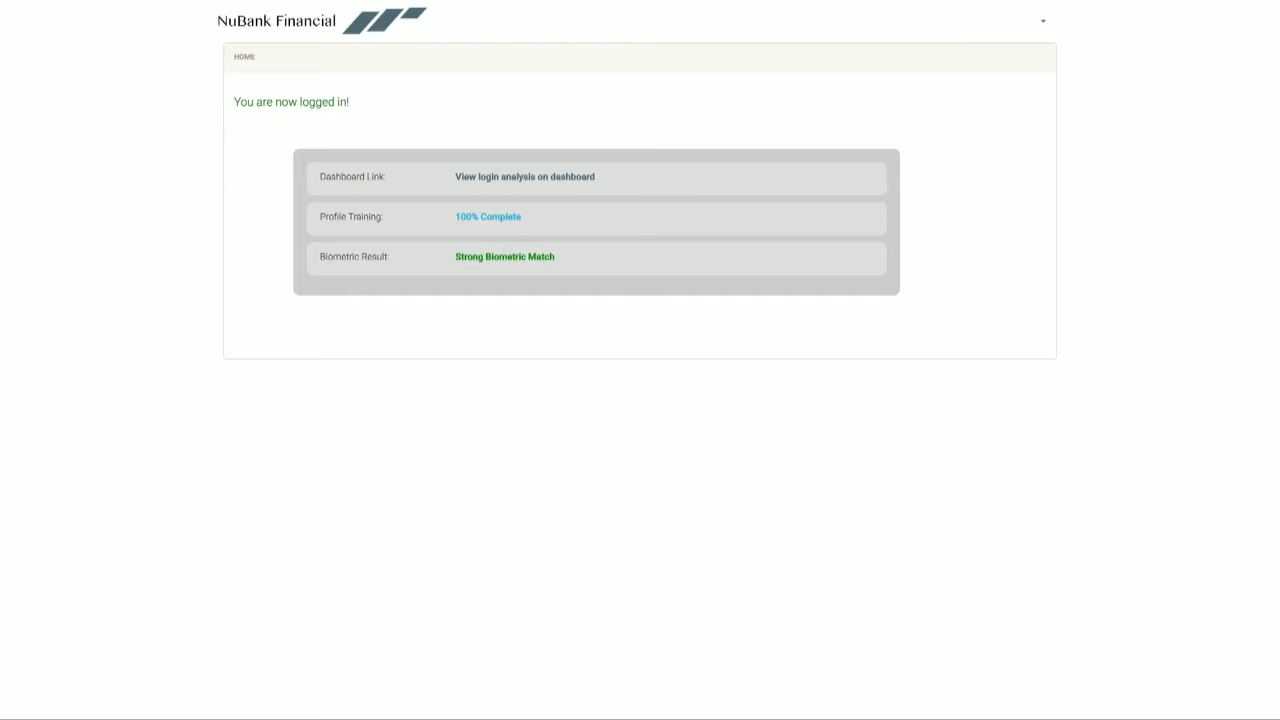 NuBank Financial
HOME
You are now logged in!
Dashboard Link: View login analysis on dashboard
Profile Training: 100% Complete
Biometric Result: Strong Biometric Match